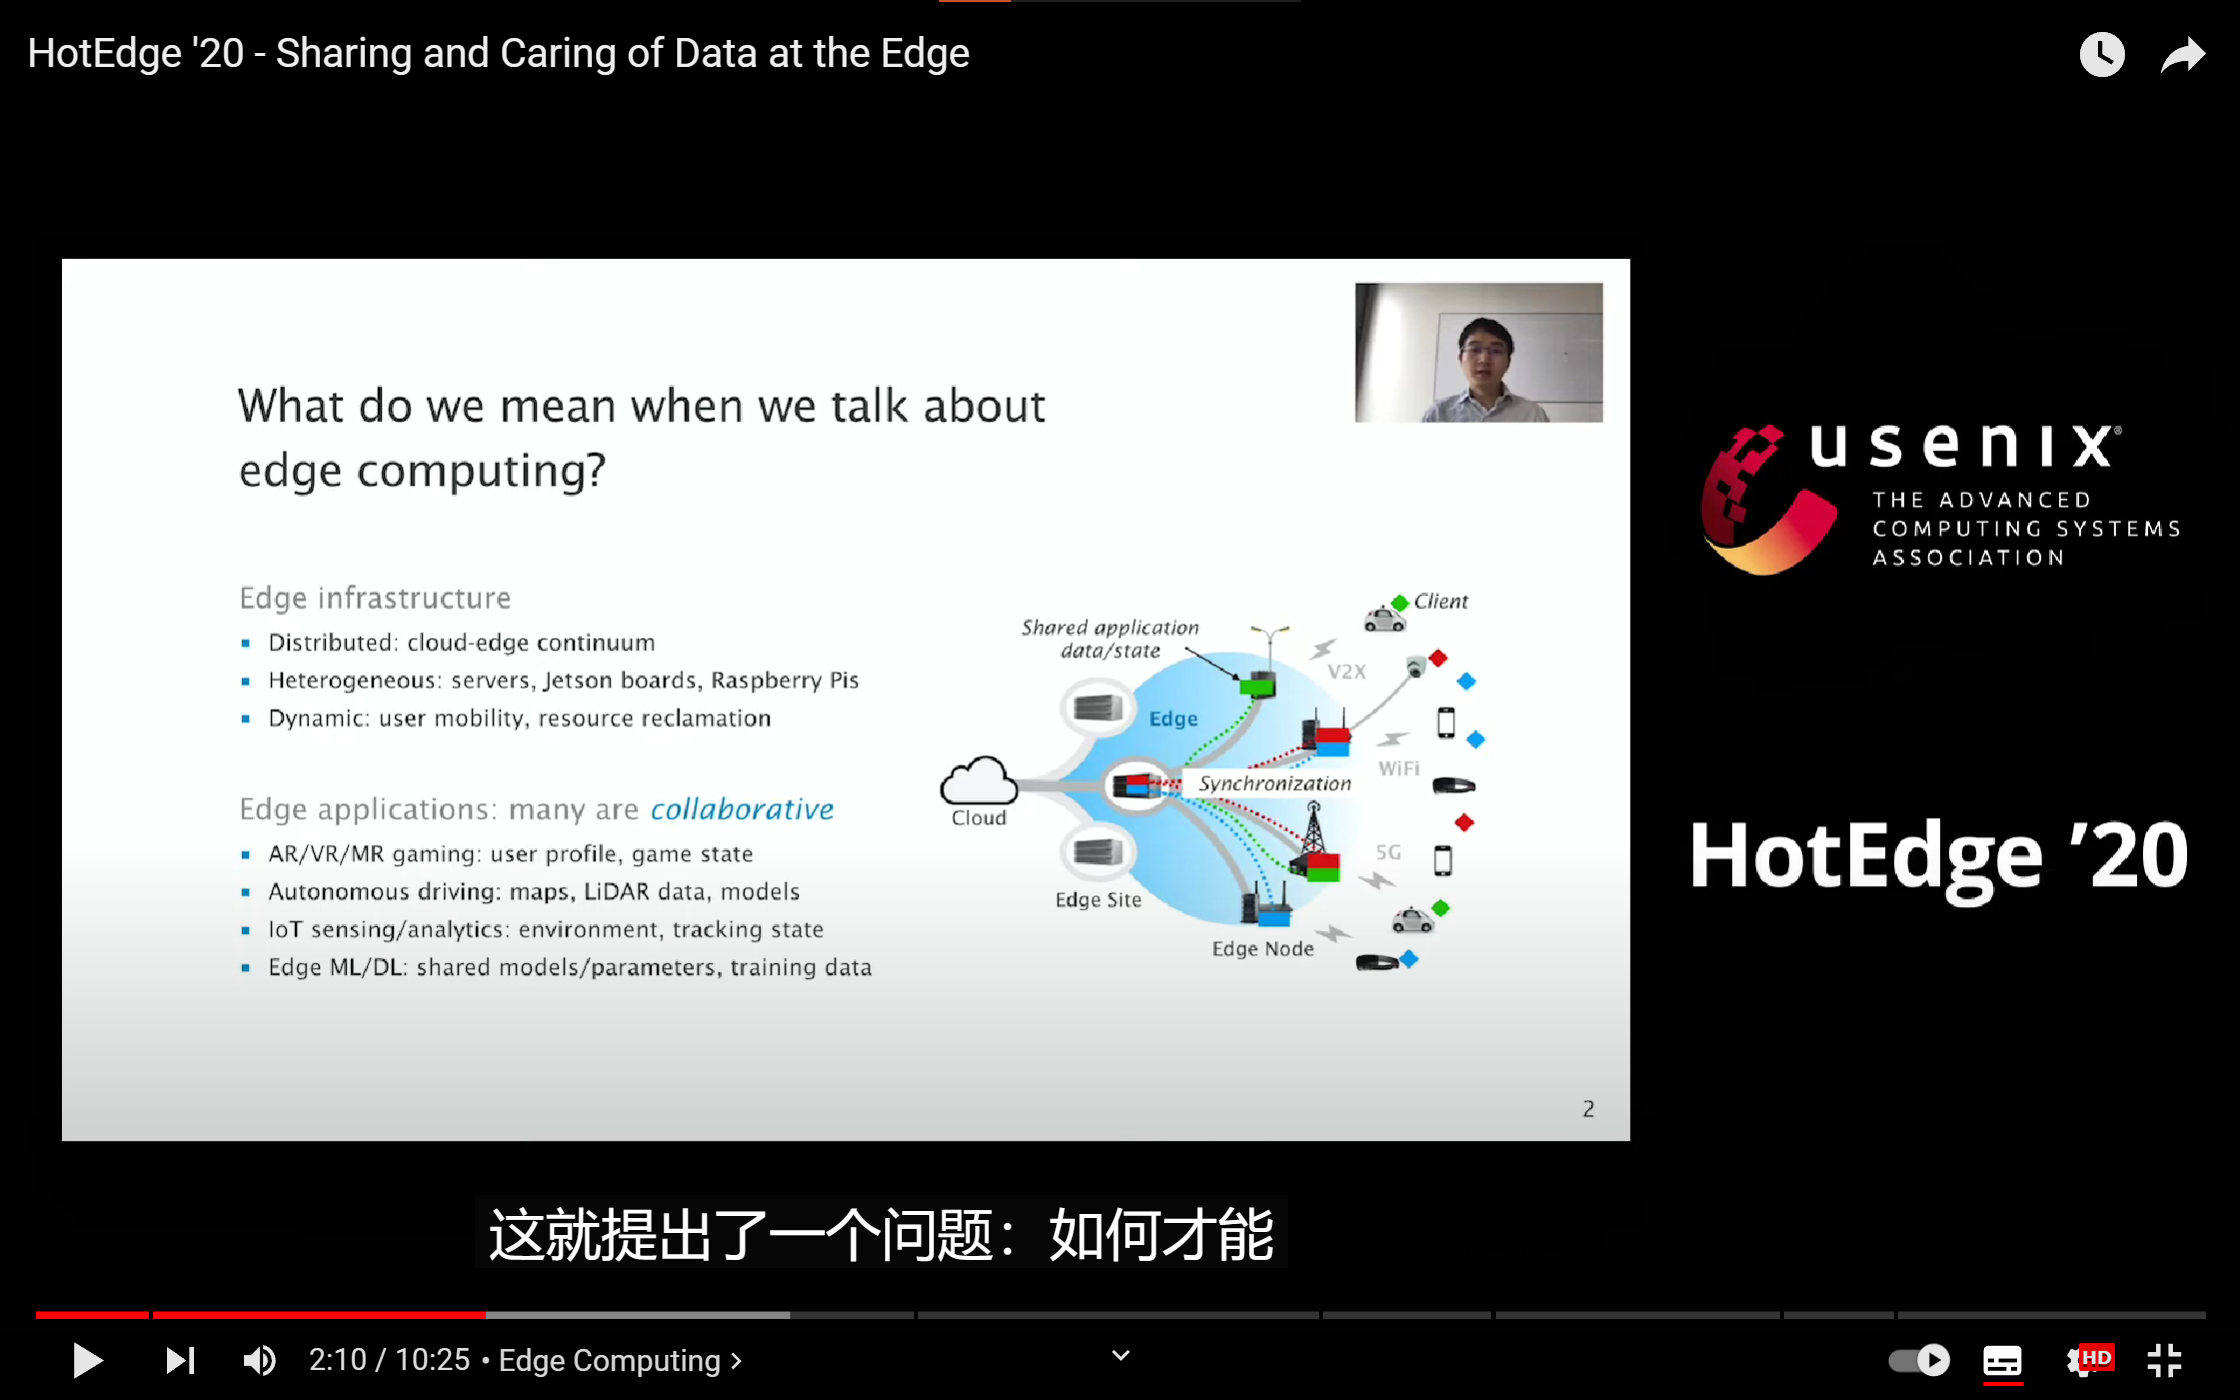 HotEdge '20 - Sharing and Caring of Data at the Edge
What do we mean when we talk about
edge computing?
Edge infrastructure
Distributed: cloud-edge continuum
Heterogeneous: servers, Jetson boards, Raspberry Pis
Dynamic: user mobility, resource reclamation
Edge applications: many are collaborative
AR/VR/MR gaming: user profile, game state
Autonomous driving: maps, LiDAR data, models
IoT sensing/analytics: environment, tracking state
Edge ML/DL: shared models/parameters, training data
Shared application
data/state
Client
V2X
Edge
WiFi
Synchronization
Cloud
5G
Edge Site
Edge Node
2
usenix®
THE ADVANCED
COMPUTING SYSTEMS
ASSOCIATION
HotEdge ’20
这就提出了一个问题：如何才能
2:10 / 10:25 • Edge Computing
HD